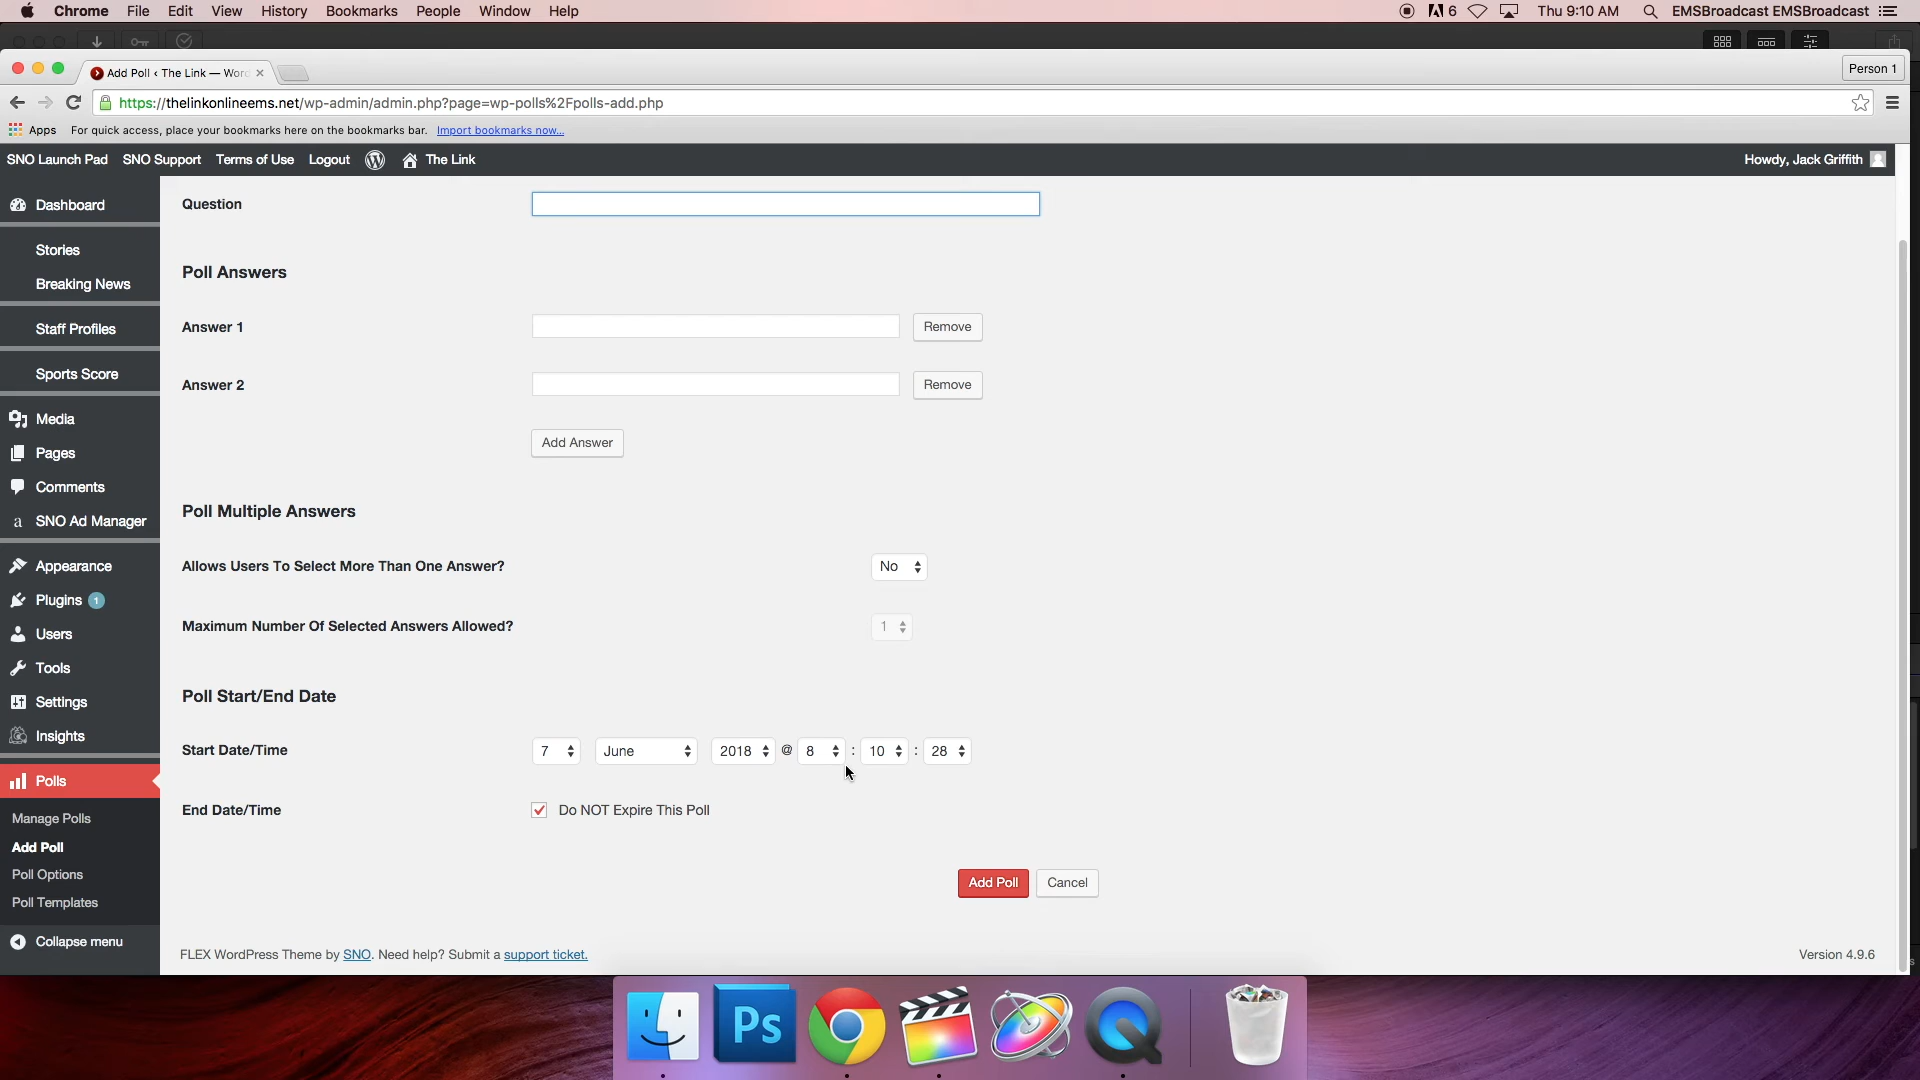 Chrome File Edit View History Bookmarks People Window Help 6 Thu 9:10 AM EMSBroadcast EMSBroadcast
Add Poll ‹ The Link — Wor Person 1
https://thelinkonlineems.net/wp-admin/admin.php?page=wp-polls%2Fpolls-add.php
Apps For quick access, place your bookmarks here on the bookmarks bar. Import bookmarks now...
SNO Launch Pad SNO Support Terms of Use Logout The Link Howdy, Jack Griffith
Dashboard
Stories
Breaking News
Staff Profiles
Sports Score
Media
Pages
Comments
a SNO Ad Manager
Appearance
Plugins 1
Users
Tools
Settings
Insights
Polls
Manage Polls
Add Poll
Poll Options
Poll Templates
Collapse menu
Question
Poll Answers
Answer 1 Remove
Answer 2 Remove
Add Answer
Poll Multiple Answers
Allows Users To Select More Than One Answer? No
Maximum Number Of Selected Answers Allowed? 1
Poll Start/End Date
Start Date/Time 7 June 2018 @ 8 : 10 : 28
End Date/Time Do NOT Expire This Poll
Add Poll Cancel
FLEX WordPress Theme by SNO. Need help? Submit a support ticket. Version 4.9.6
Ps